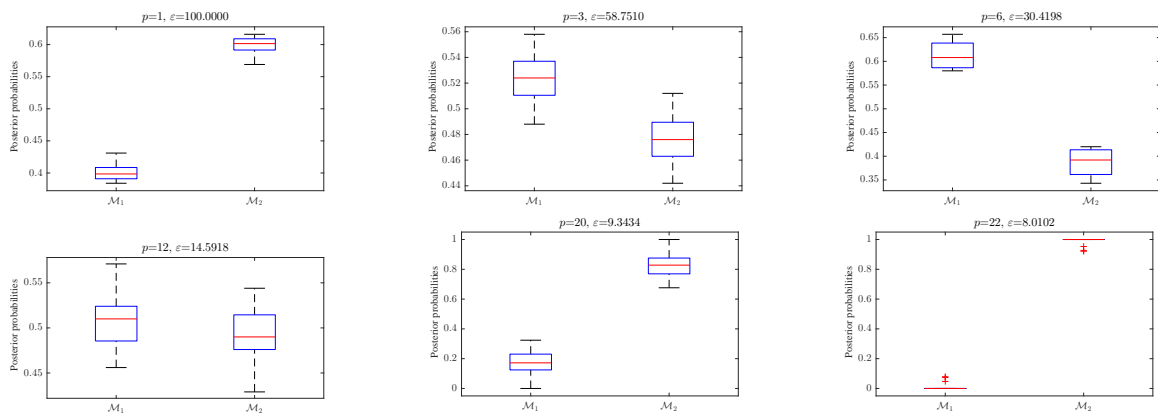 p=1, ε=100.0000
Posterior probabilities
0.6
0.55
0.5
0.45
0.4
M₁
M₂
p=3, ε=58.7510
Posterior probabilities
0.56
0.54
0.52
0.5
0.48
0.46
0.44
M₁
M₂
p=6, ε=30.4198
Posterior probabilities
0.65
0.6
0.55
0.5
0.45
0.4
0.35
M₁
M₂
p=12, ε=14.5918
Posterior probabilities
0.55
0.5
0.45
M₁
M₂
p=20, ε=9.3434
Posterior probabilities
1
0.8
0.6
0.4
0.2
0
M₁
M₂
p=22, ε=8.0102
Posterior probabilities
1
0.8
0.6
0.4
0.2
0
M₁
M₂